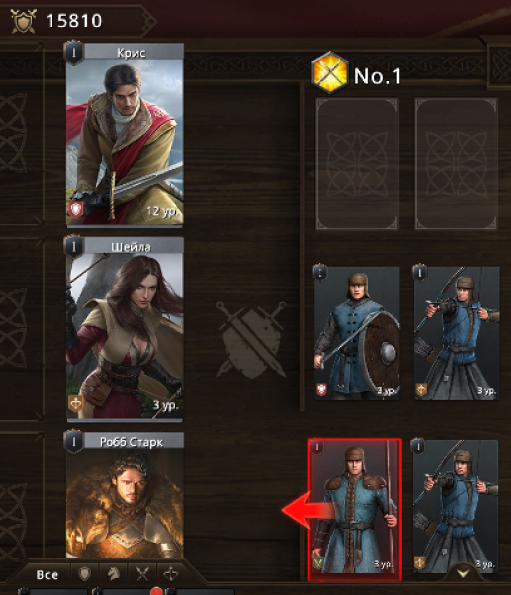 15810
I
Крис
12 ур.
No.1
I
Шейла
3 ур.
I
3 ур.
I
3 ур.
I
Робб Старк
I
3 ур.
I
3 ур.
Все